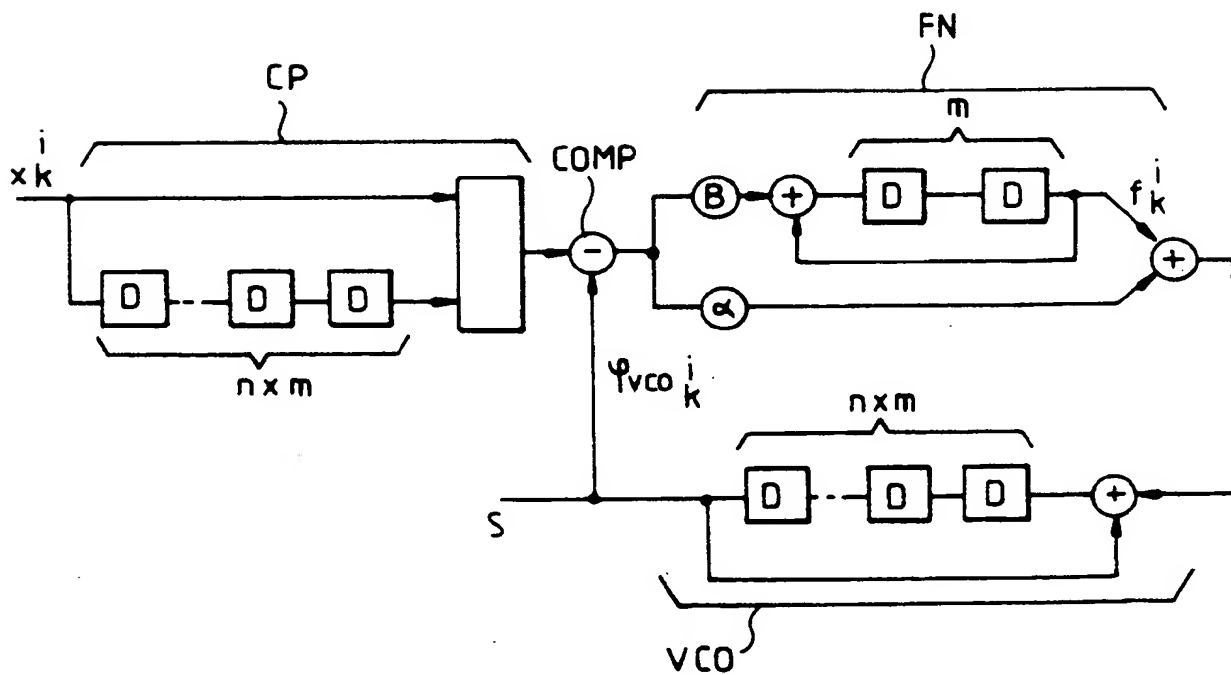 FN
CP
m
x i k
COMP
B
+
D
D
f i k
-
+
D
D
D
α
n x m
φVCO i k
n x m
D
D
D
+
S
VCO